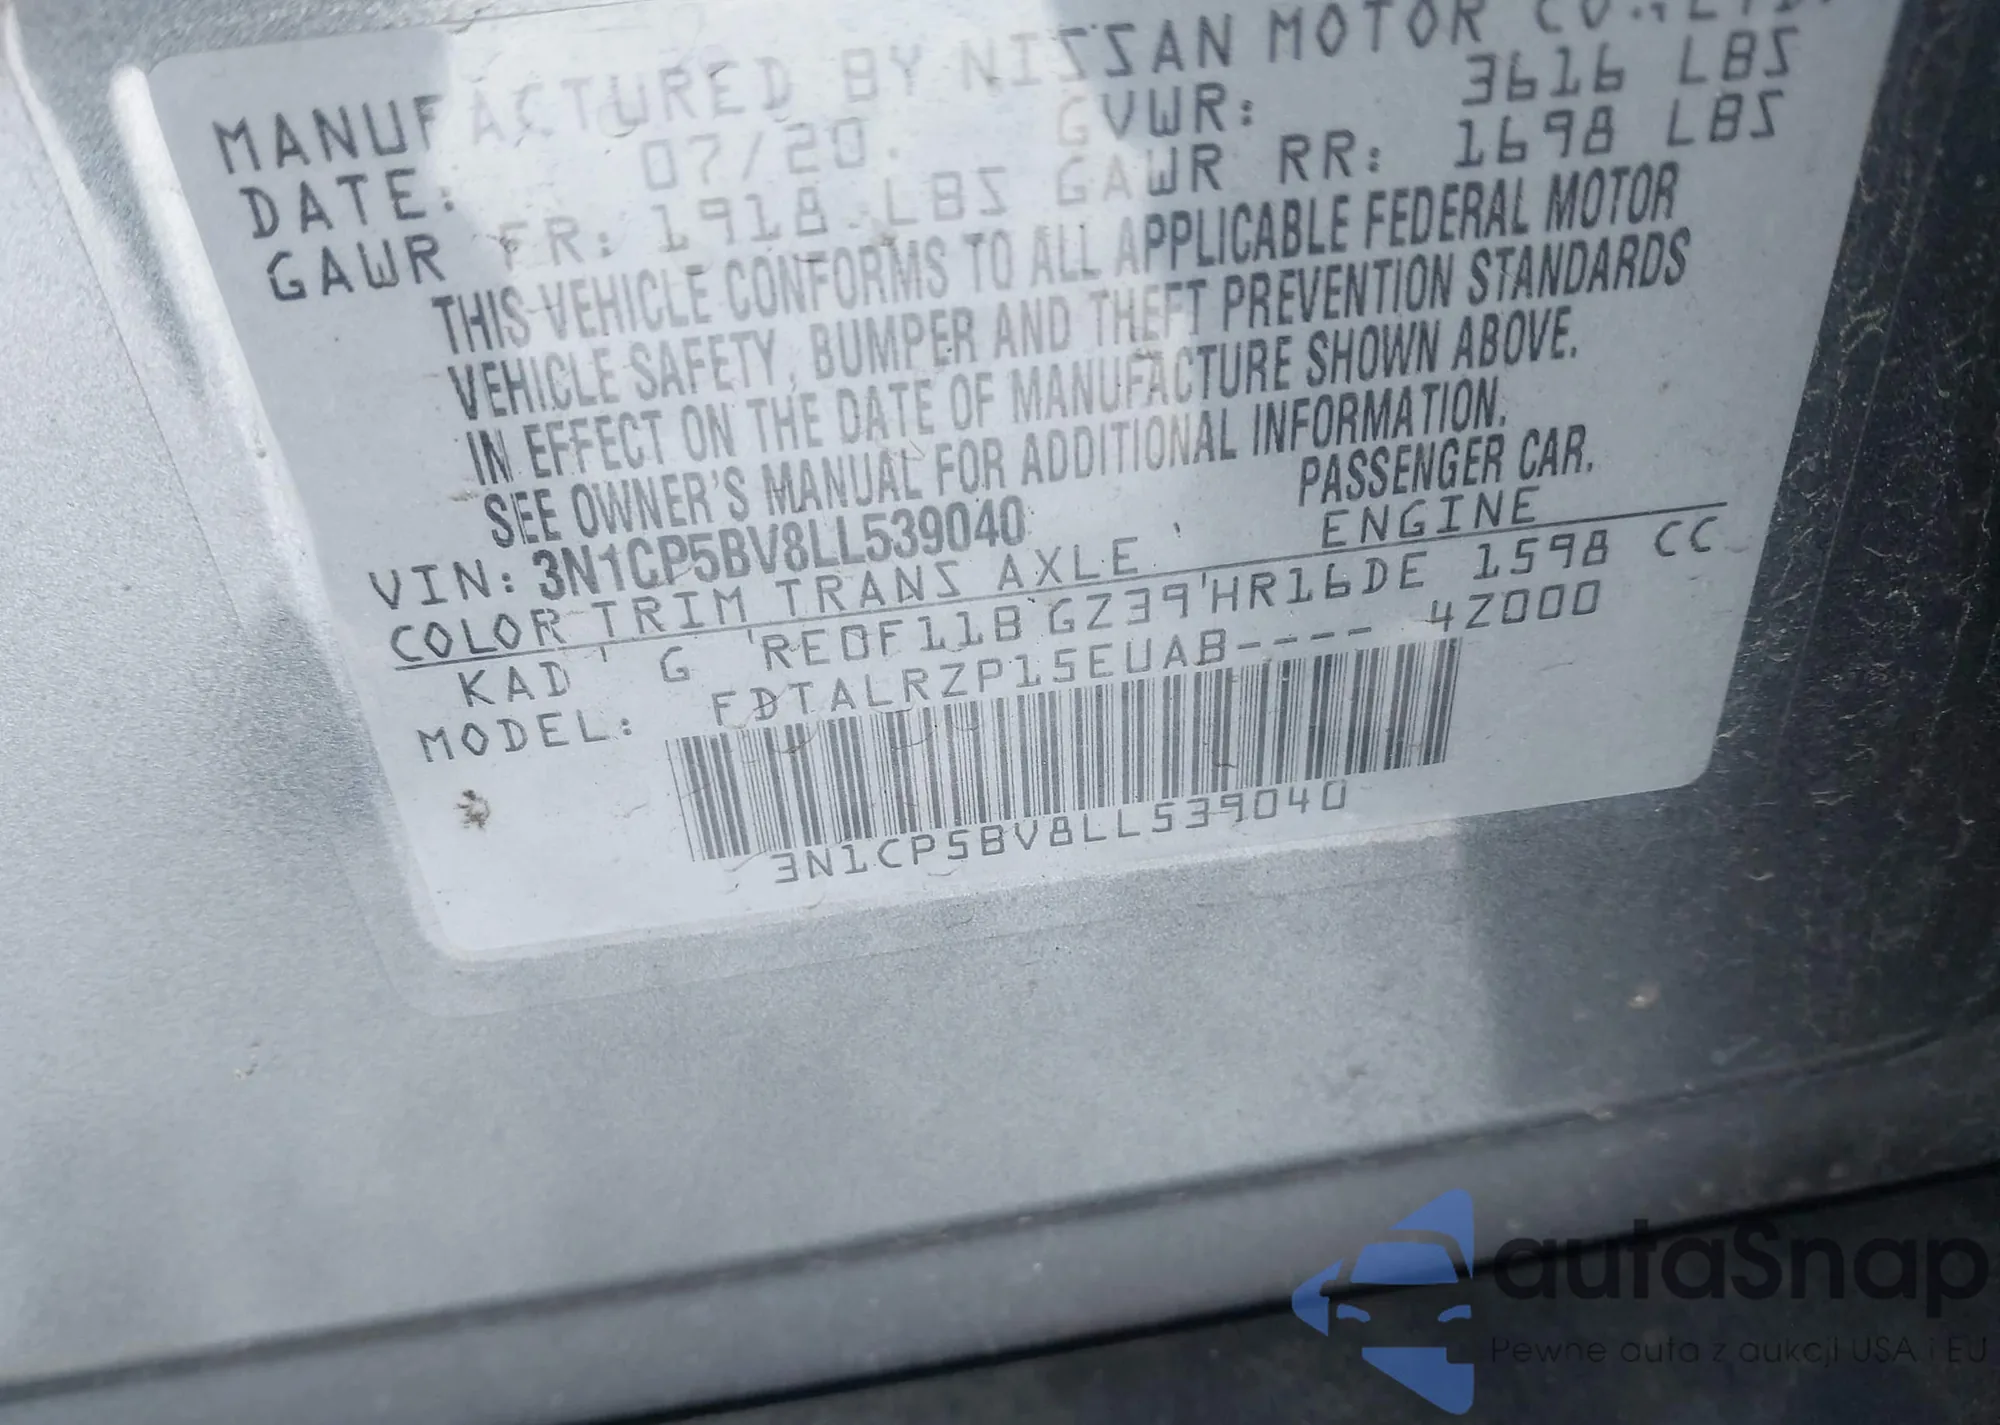 MANUFACTURED BY NISSAN MOTOR CO.,LTD.
DATE: 07/20 GVWR: 3616 LBS
GAWR FR: 1918 LBS GAWR RR: 1698 LBS
THIS VEHICLE CONFORMS TO ALL APPLICABLE FEDERAL MOTOR
VEHICLE SAFETY, BUMPER AND THEFT PREVENTION STANDARDS
IN EFFECT ON THE DATE OF MANUFACTURE SHOWN ABOVE.
SEE OWNER'S MANUAL FOR ADDITIONAL INFORMATION.
VIN: 3N1CP5BV8LL539040 PASSENGER CAR.
COLOR TRIM TRANS AXLE ENGINE
KAD ' G 'RE0F11B'GZ39'HR16DE 1598 CC
MODEL: FDTALRZP15EUAB---- 4Z000
3N1CP5BV8LL539040
autaSnap
Pewne auta z aukcji USA i EU